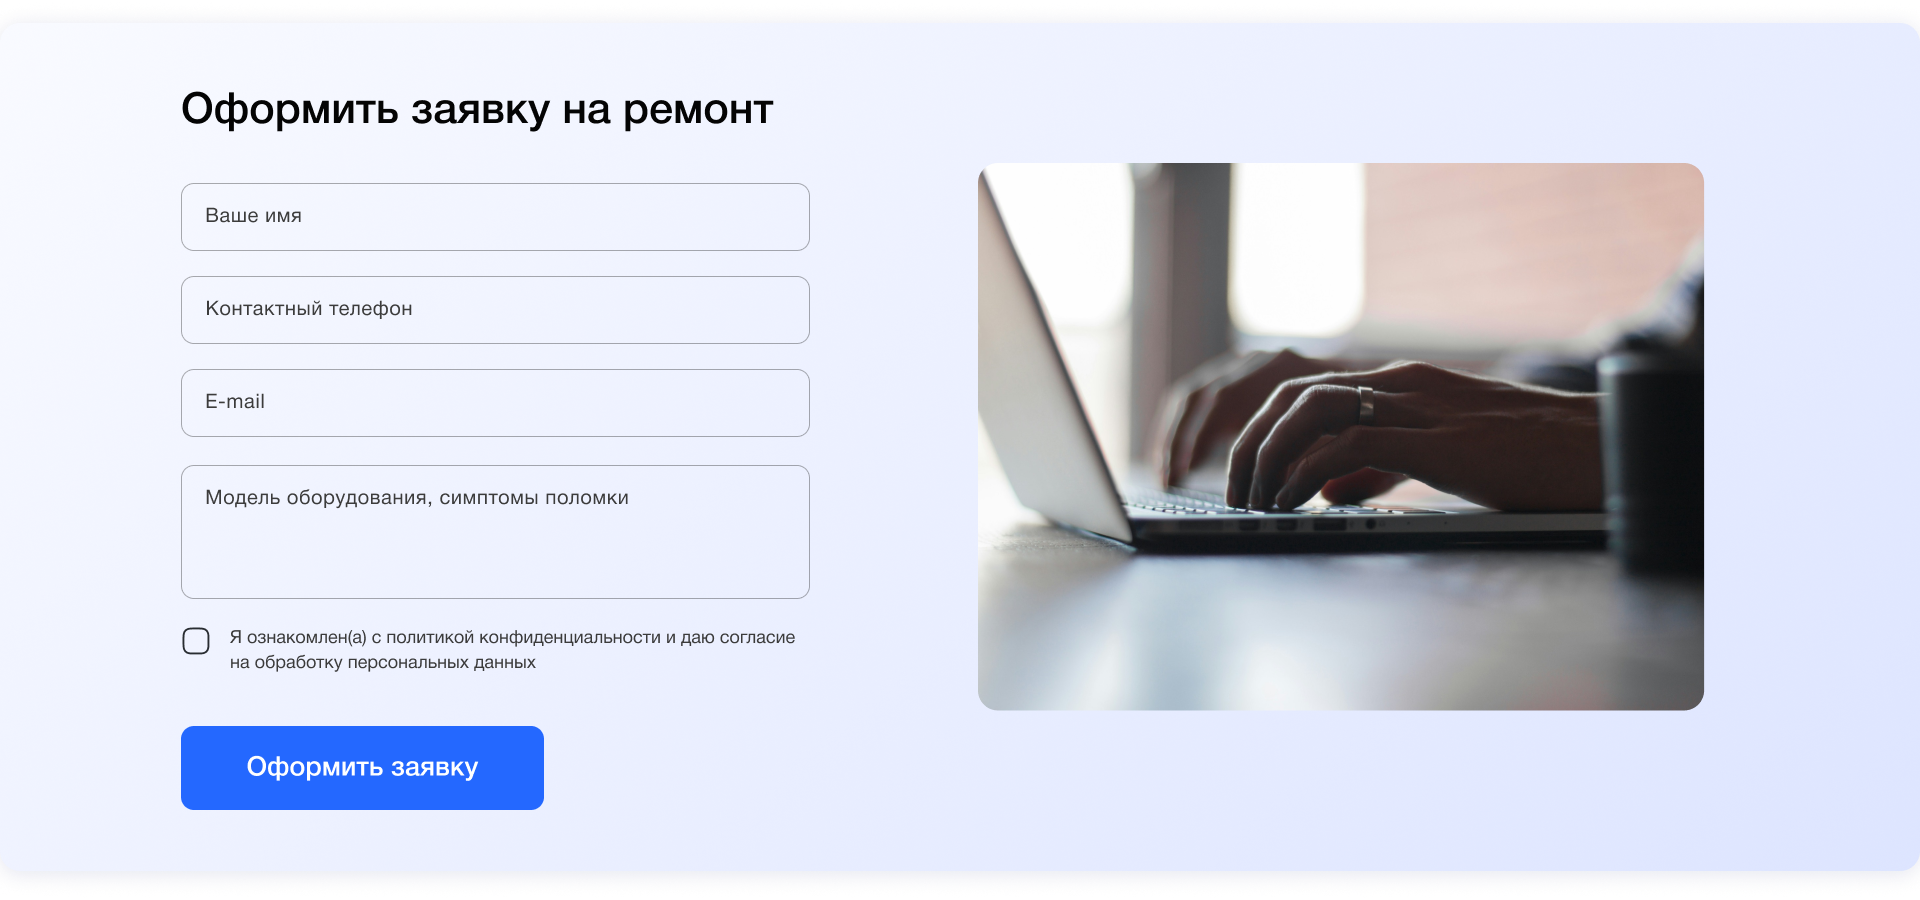 Оформить заявку на ремонт
Ваше имя
Контактный телефон
E-mail
Модель оборудования, симптомы поломки
Я ознакомлен(а) с политикой конфиденциальности и даю согласие
на обработку персональных данных
Оформить заявку